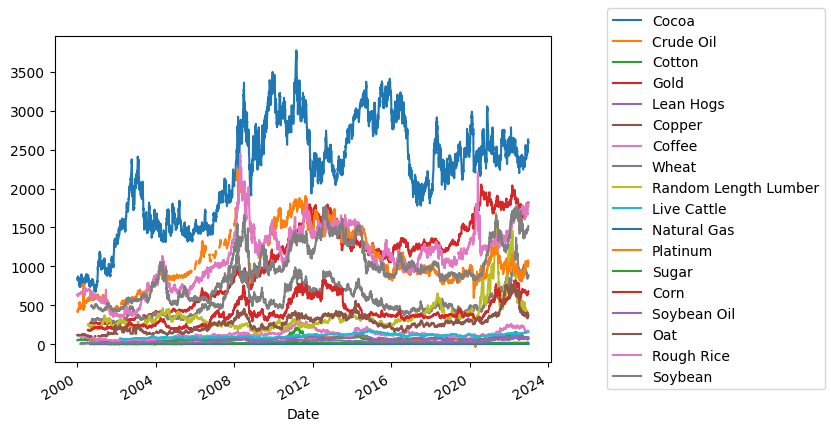 3500
3000
2500
2000
1500
1000
500
0
2000
2004
2008
2012
2016
2020
2024
Date
Cocoa
Crude Oil
Cotton
Gold
Lean Hogs
Copper
Coffee
Wheat
Random Length Lumber
Live Cattle
Natural Gas
Platinum
Sugar
Corn
Soybean Oil
Oat
Rough Rice
Soybean